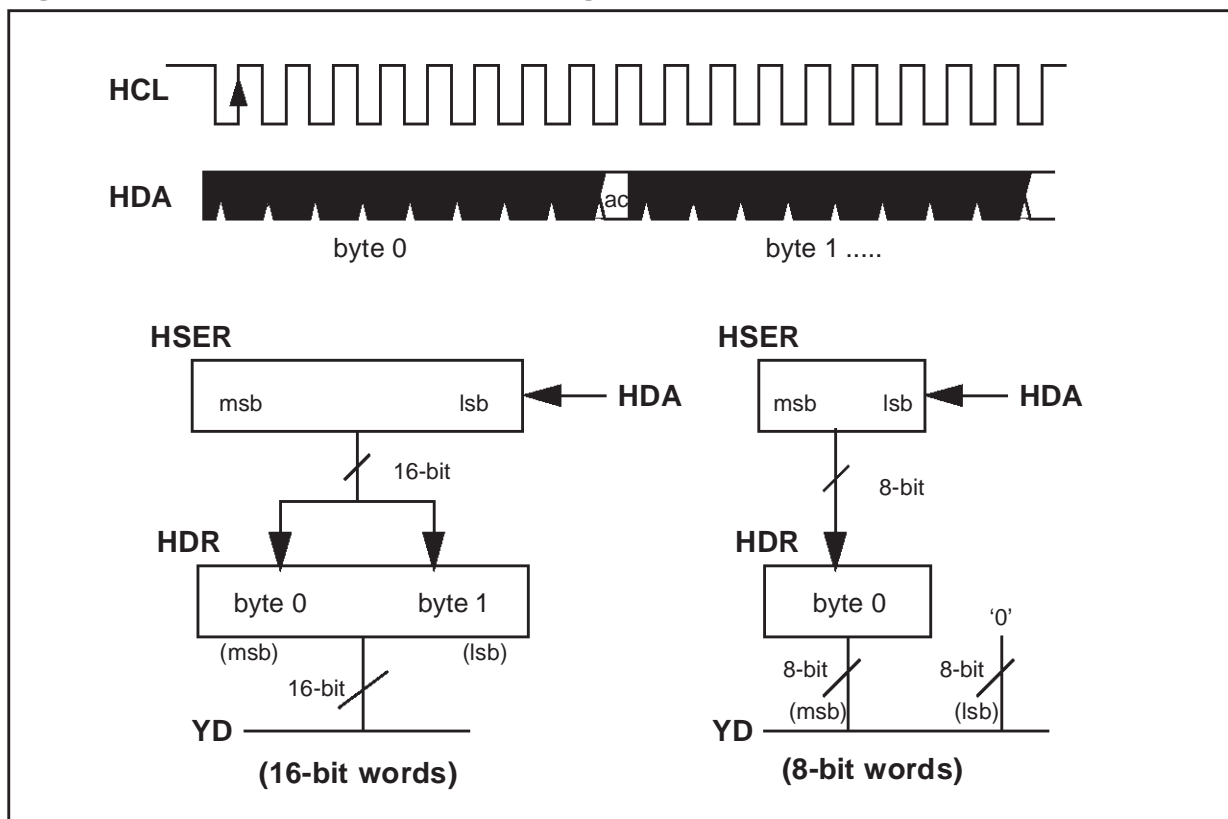 HCL
HDA
ac
byte 0
byte 1 .....
HSER
msb
lsb
HDA
16-bit
HDR
byte 0
byte 1
(msb)
(lsb)
16-bit
YD
(16-bit words)
HSER
msb
lsb
HDA
8-bit
HDR
byte 0
‘0’
8-bit
8-bit
(msb)
(lsb)
YD
(8-bit words)